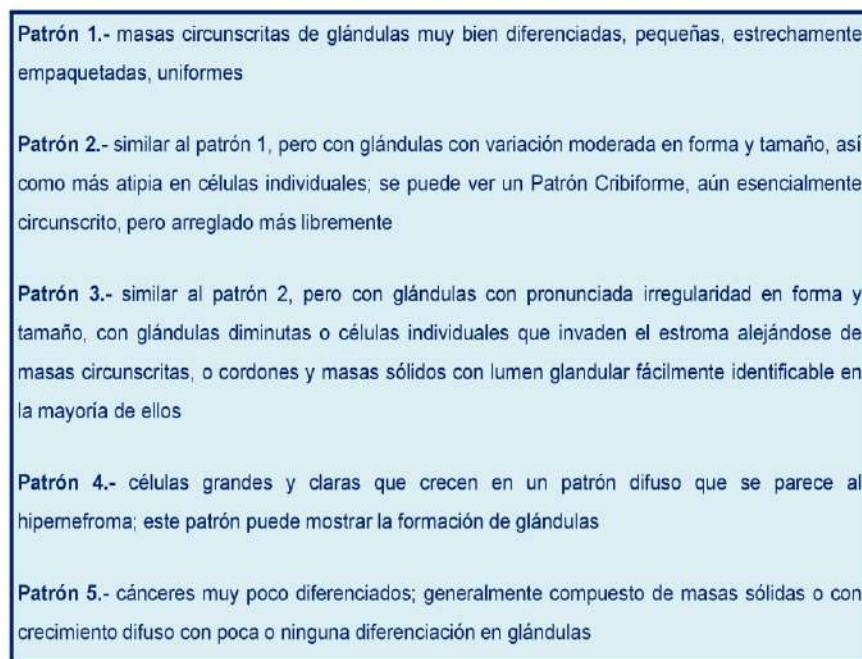 Patrón 1.- masas circunscritas de glándulas muy bien diferenciadas, pequeñas, estrechamente
empaquetadas, uniformes
Patrón 2.- similar al patrón 1, pero con glándulas con variación moderada en forma y tamaño, así
como más atipia en células individuales; se puede ver un Patrón Cribiforme, aún esencialmente
circunscrito, pero arreglado más libremente
Patrón 3.- similar al patrón 2, pero con glándulas con pronunciada irregularidad en forma y
tamaño, con glándulas diminutas o células individuales que invaden el estroma alejándose de
masas circunscritas, o cordones y masas sólidos con lumen glandular fácilmente identificable en
la mayoría de ellos
Patrón 4.- células grandes y claras que crecen en un patrón difuso que se parece al
hipernefroma; este patrón puede mostrar la formación de glándulas
Patrón 5.- cánceres muy poco diferenciados; generalmente compuesto de masas sólidas o con
crecimiento difuso con poca o ninguna diferenciación en glándulas